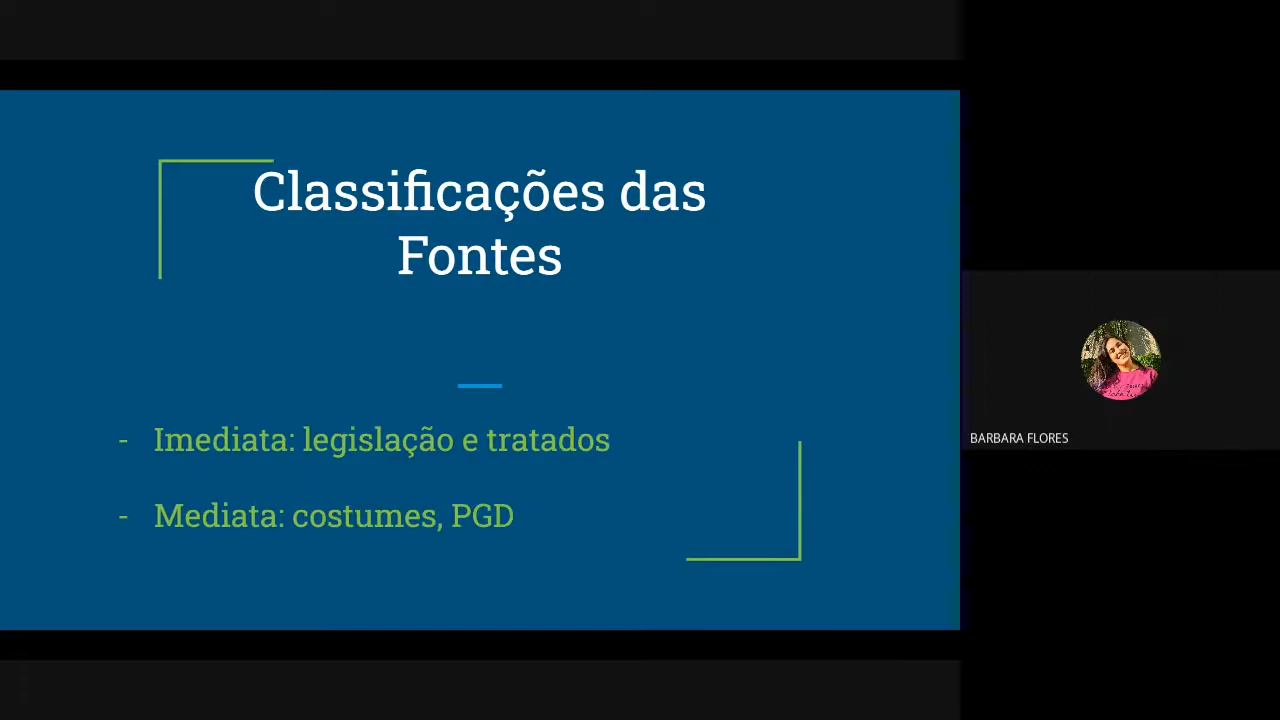 Classificações das
Fontes
- Imediata: legislação e tratados
- Mediata: costumes, PGD
BARBARA FLORES